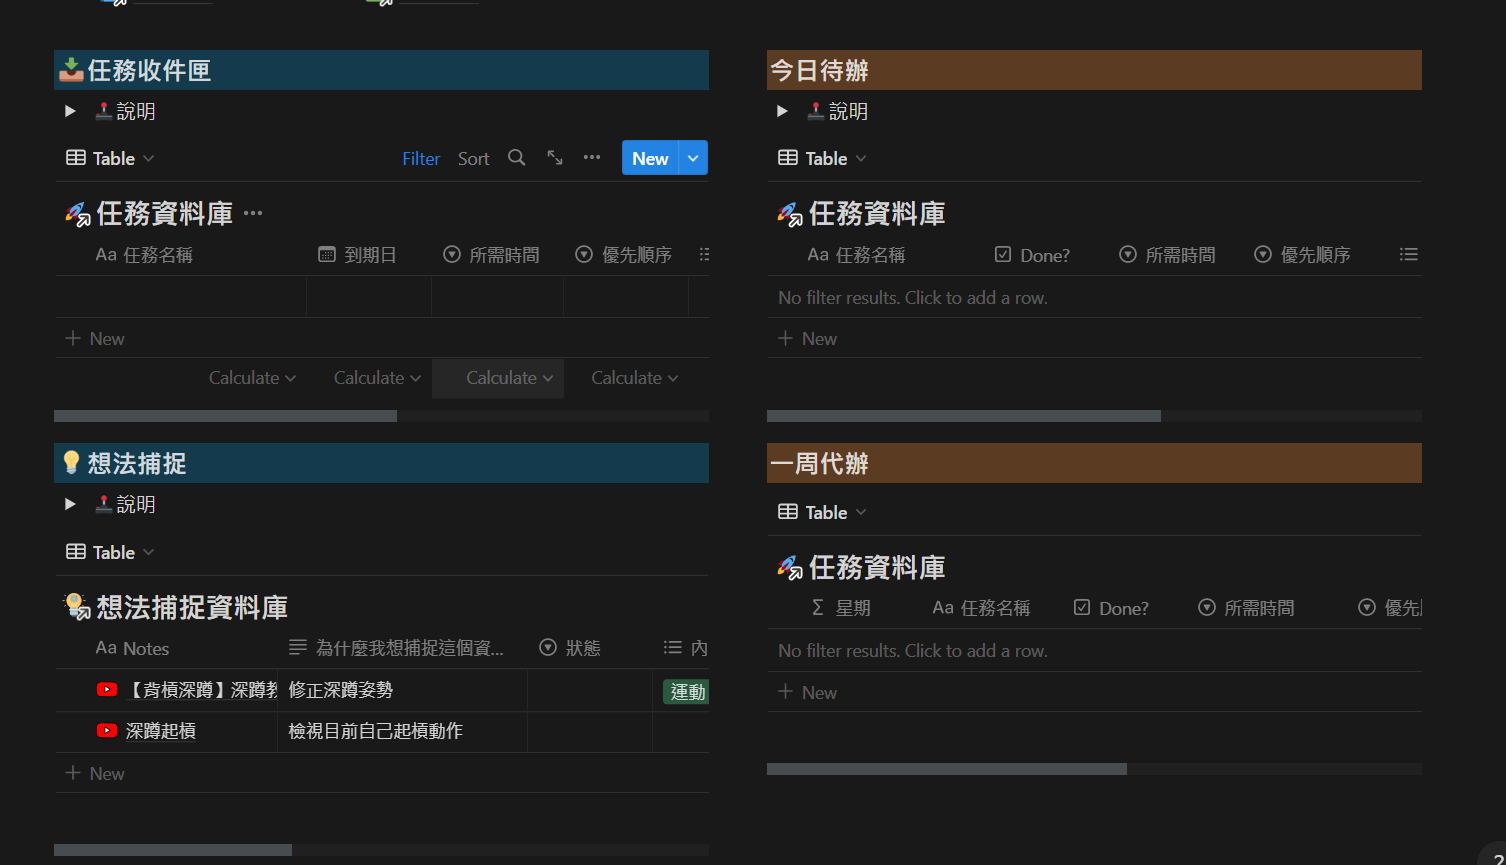 任務收件匣
說明
Table
Filter Sort New
任務資料庫
Aa 任務名稱 到期日 所需時間 優先順序
New
Calculate Calculate Calculate Calculate
今日待辦
說明
Table
任務資料庫
Aa 任務名稱 Done? 所需時間 優先順序
No filter results. Click to add a row.
New
想法捕捉
說明
Table
想法捕捉資料庫
Aa Notes 為什麼我想捕捉這個資... 狀態 內
【背槓深蹲】深蹲教 修正深蹲姿勢 運動
深蹲起槓 檢視目前自己起槓動作
New
一周代辦
Table
任務資料庫
Σ 星期 Aa 任務名稱 Done? 所需時間 優先
No filter results. Click to add a row.
New